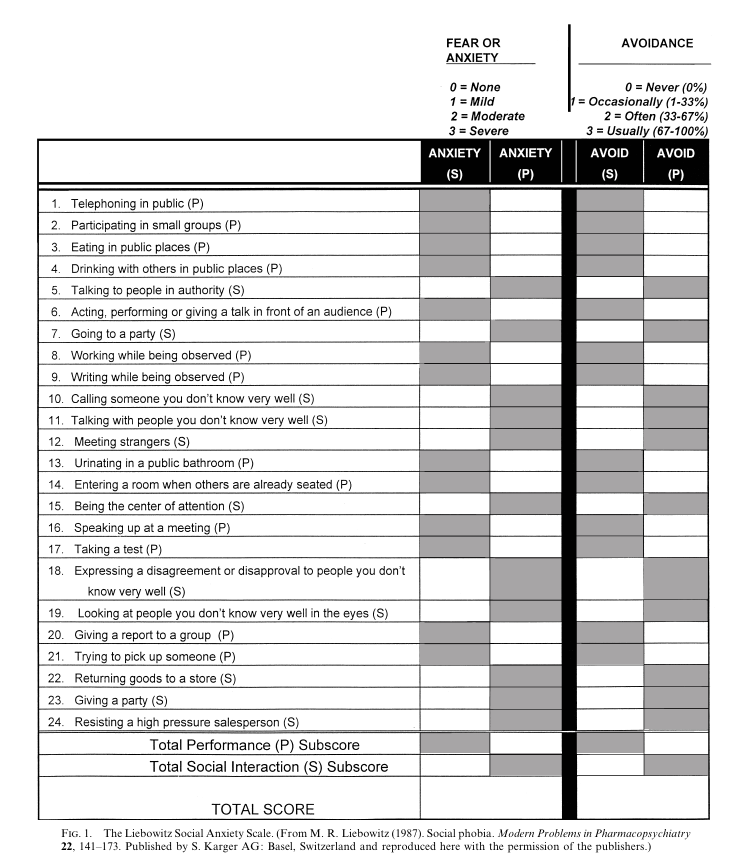 FEAR OR
ANXIETY
AVOIDANCE
0 = None
1 = Mild
2 = Moderate
3 = Severe
0 = Never (0%)
1 = Occasionally (1-33%)
2 = Often (33-67%)
3 = Usually (67-100%)
ANXIETY ANXIETY AVOID AVOID
(S) (P) (S) (P)
1. Telephoning in public (P)
2. Participating in small groups (P)
3. Eating in public places (P)
4. Drinking with others in public places (P)
5. Talking to people in authority (S)
6. Acting, performing or giving a talk in front of an audience (P)
7. Going to a party (S)
8. Working while being observed (P)
9. Writing while being observed (P)
10. Calling someone you don't know very well (S)
11. Talking with people you don't know very well (S)
12. Meeting strangers (S)
13. Urinating in a public bathroom (P)
14. Entering a room when others are already seated (P)
15. Being the center of attention (S)
16. Speaking up at a meeting (P)
17. Taking a test (P)
18. Expressing a disagreement or disapproval to people you don't
know very well (S)
19. Looking at people you don't know very well in the eyes (S)
20. Giving a report to a group (P)
21. Trying to pick up someone (P)
22. Returning goods to a store (S)
23. Giving a party (S)
24. Resisting a high pressure salesperson (S)
Total Performance (P) Subscore
Total Social Interaction (S) Subscore
TOTAL SCORE
FIG. 1. The Liebowitz Social Anxiety Scale. (From M. R. Liebowitz (1987). Social phobia. Modern Problems in Pharmacopsychiatry
22, 141–173. Published by S. Karger AG: Basel, Switzerland and reproduced here with the permission of the publishers.)